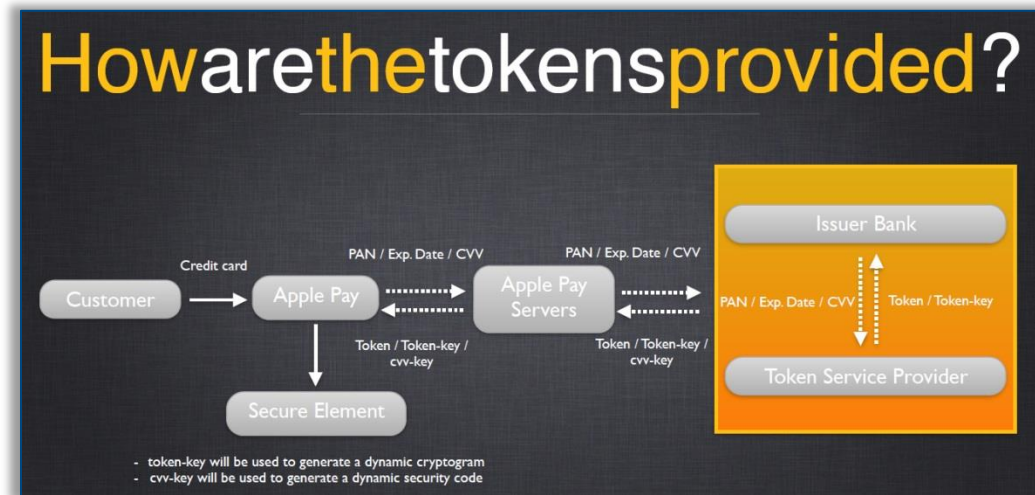 Howarethetokensprovided?
Issuer Bank
PAN / Exp. Date / CVV
PAN / Exp. Date / CVV
Credit card
Customer
Apple Pay
Apple Pay
Servers
PAN / Exp. Date / CVV
Token / Token-key
Token / Token-key /
cvv-key
Token / Token-key /
cvv-key
Token Service Provider
Secure Element
- token-key will be used to generate a dynamic cryptogram
- cvv-key will be used to generate a dynamic security code